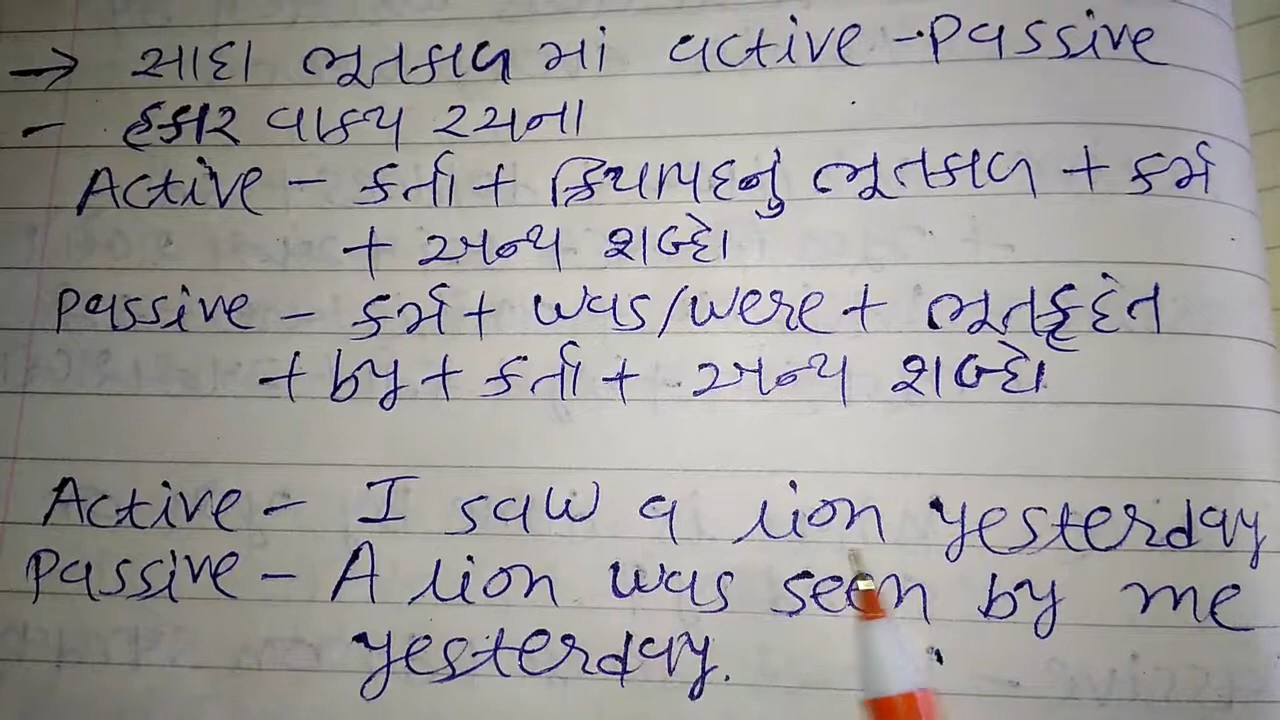 → સાદા ભૂતકાળ માં active - passive
- હકાર વાક્ય રચના
Active - કર્તા + ક્રિયાપદનું ભૂતકાળ + કર્મ
+ અન્ય શબ્દો
passive - કર્મ + was/were + ભૂતકૃદંત
+ by + કર્તા + અન્ય શબ્દો
Active - I saw a lion yesterday
passive - A lion was seen by me
yesterday.